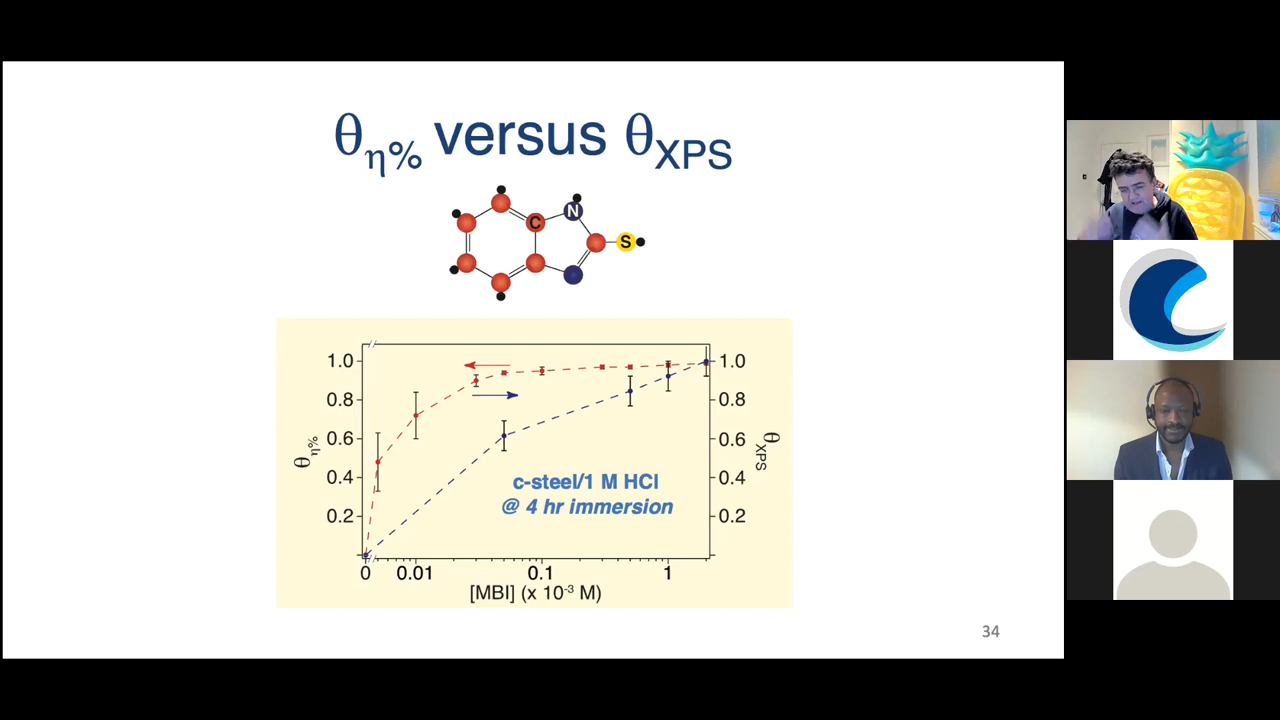 θη% versus θXPS
C
N
S
1.0
0.8
0.6
0.4
0.2
θη%
1.0
0.8
0.6
0.4
0.2
θXPS
c-steel/1 M HCl
@ 4 hr immersion
0 0.01 0.1 1
[MBI] (x 10-3 M)
34